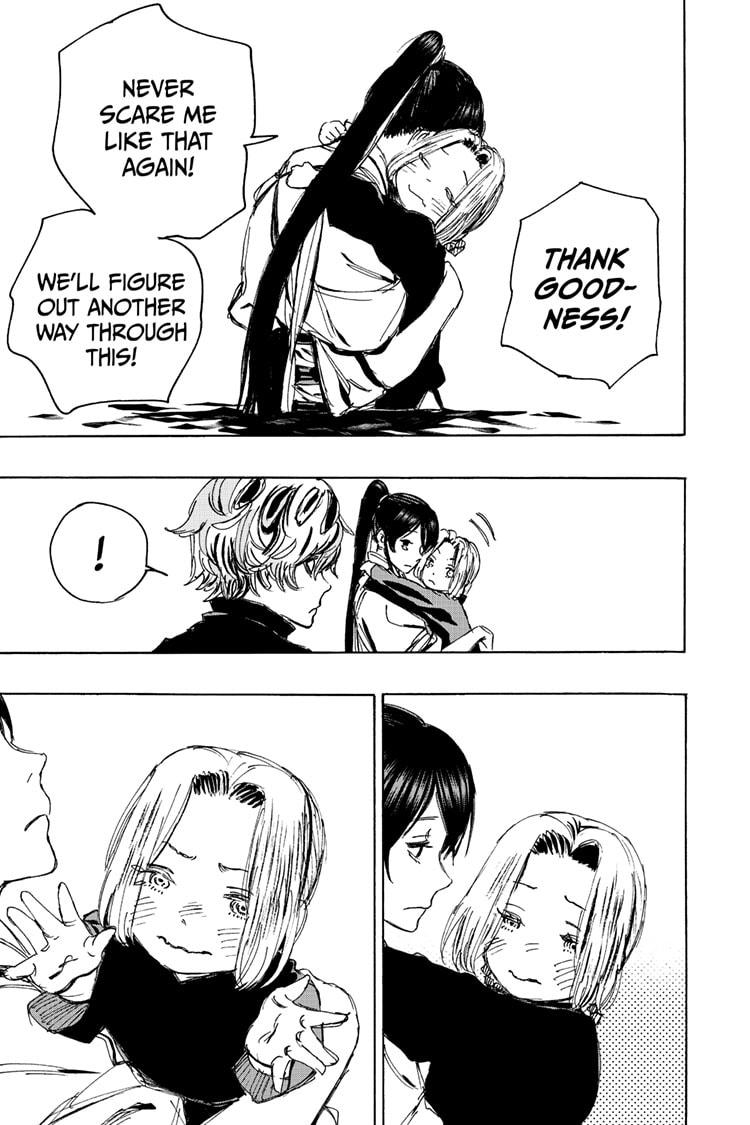 THANK
GOOD-
NESS!
NEVER
SCARE ME
LIKE THAT
AGAIN!
WE'LL FIGURE
OUT ANOTHER
WAY THROUGH
THIS!
!